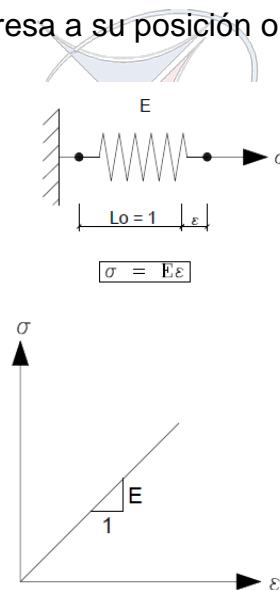 resa a su posición o
E
Lo = 1 ε
σ = Eε
σ
E
1
ε